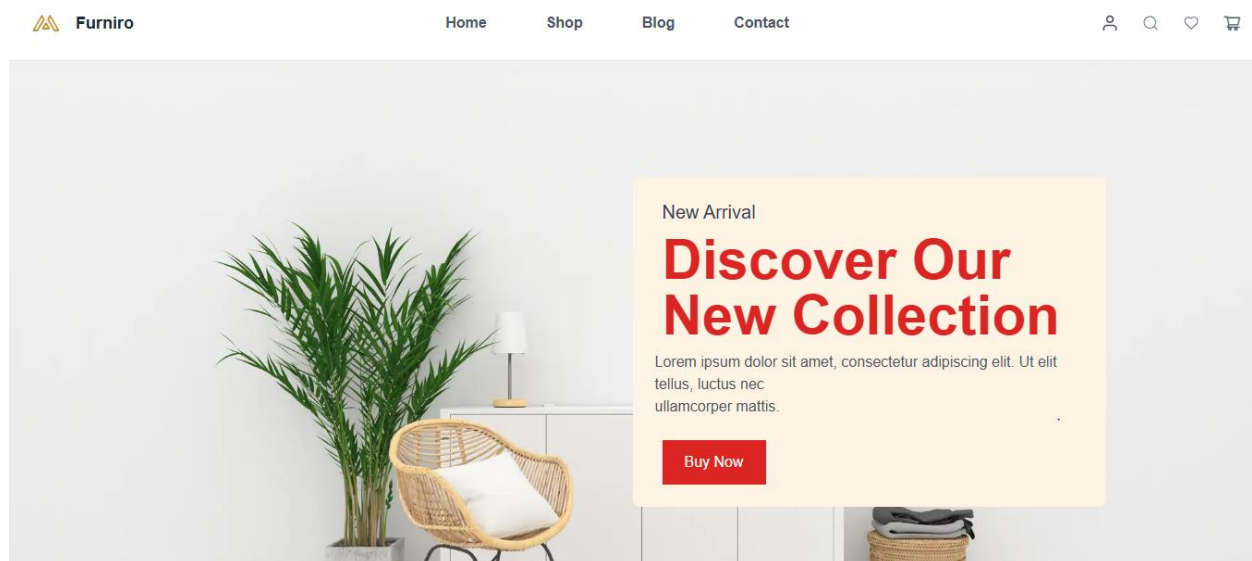 Furniro
Home
Shop
Blog
Contact
New Arrival
Discover Our
New Collection
Lorem ipsum dolor sit amet, consectetur adipiscing elit. Ut elit
tellus, luctus nec
ullamcorper mattis.
Buy Now